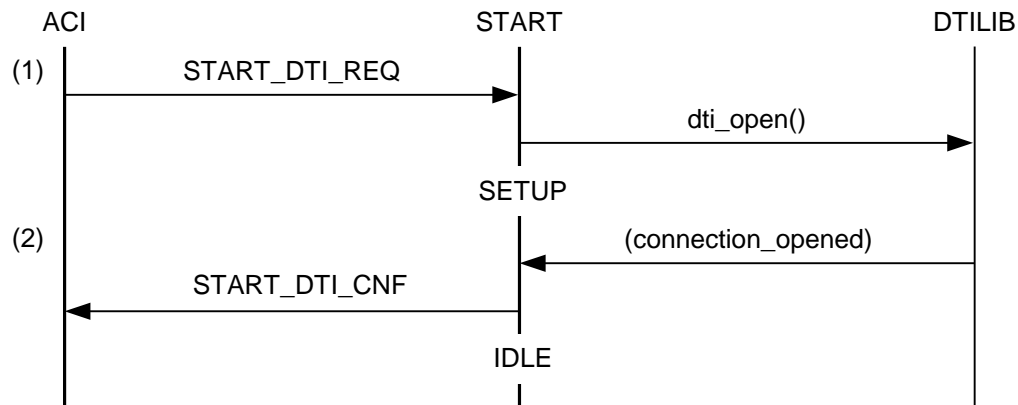 ACI START DTILIB
(1) START_DTI_REQ
dti_open()
SETUP
(2) (connection_opened)
START_DTI_CNF
IDLE